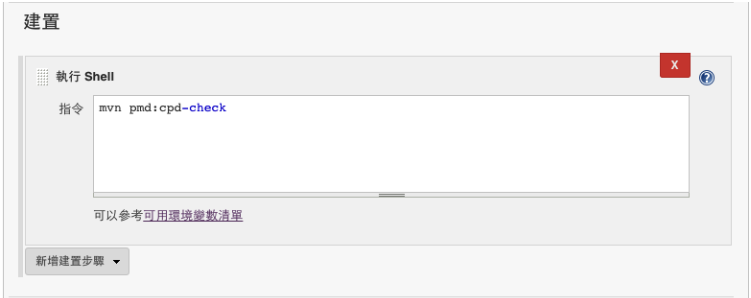 建置
執行 Shell
X
指令
mvn pmd:cpd-check
可以參考可用環境變數清單
新增建置步驟